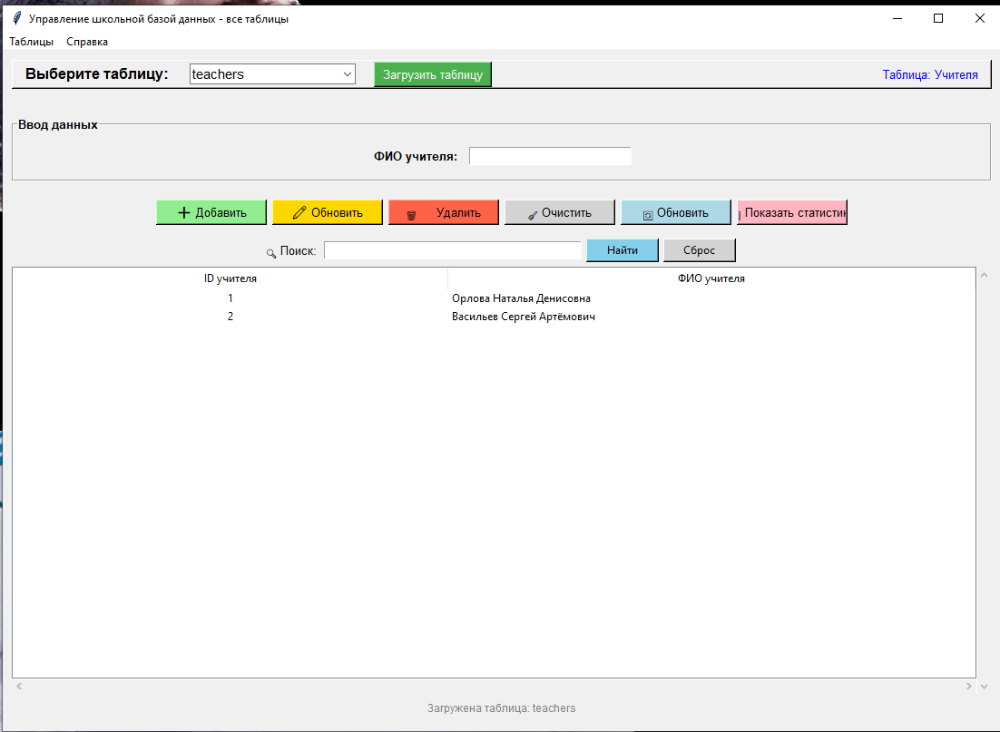 Управление школьной базой данных - все таблицы
Таблицы Справка
Выберите таблицу: teachers Загрузить таблицу Таблица: Учителя
Ввод данных
ФИО учителя:
Добавить Обновить Удалить Очистить Обновить Показать статистик
Поиск: Найти Сброс
ID учителя ФИО учителя
1 Орлова Наталья Денисовна
2 Васильев Сергей Артёмович
Загружена таблица: teachers